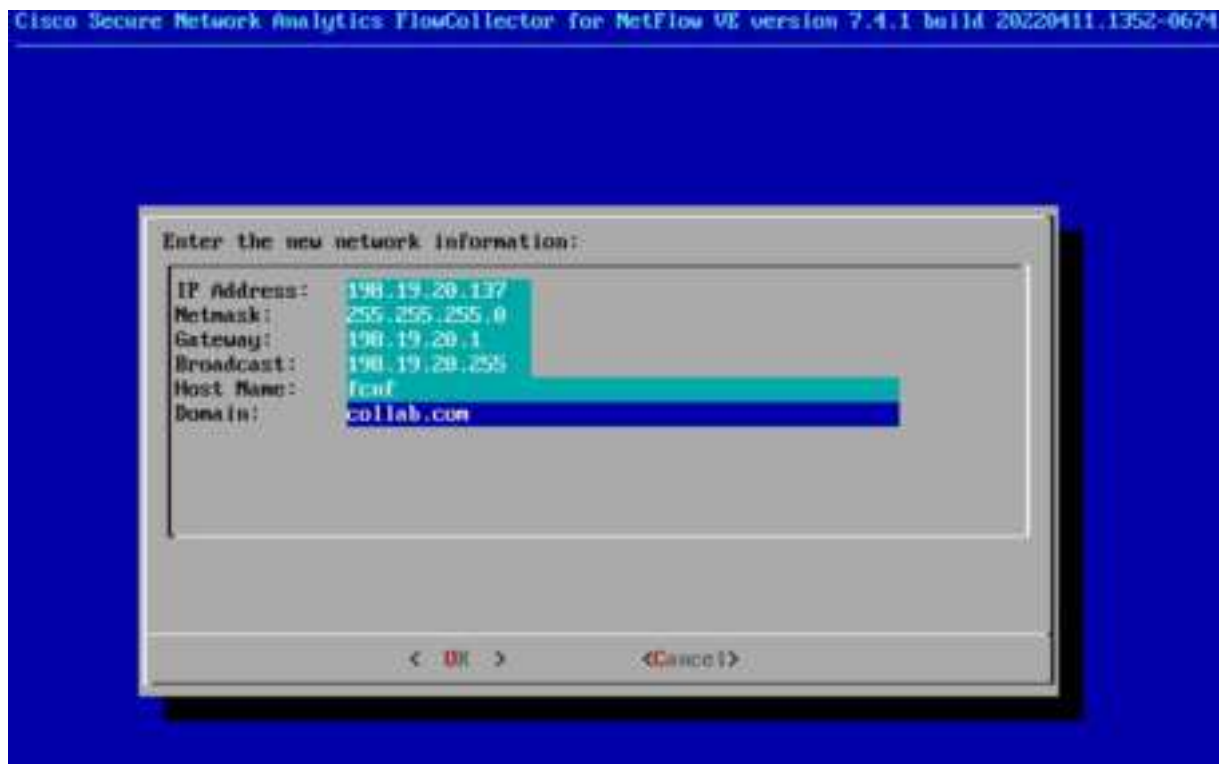 Cisco Secure Network Analytics FlowCollector for NetFlow VE version 7.4.1 build 20220411.1352-0674
Enter the new network information:
IP Address: 198.19.20.137
Netmask: 255.255.255.0
Gateway: 198.19.20.1
Broadcast: 198.19.20.255
Host Name: fcnf
Domain: collab.com
< OK > <Cancel>